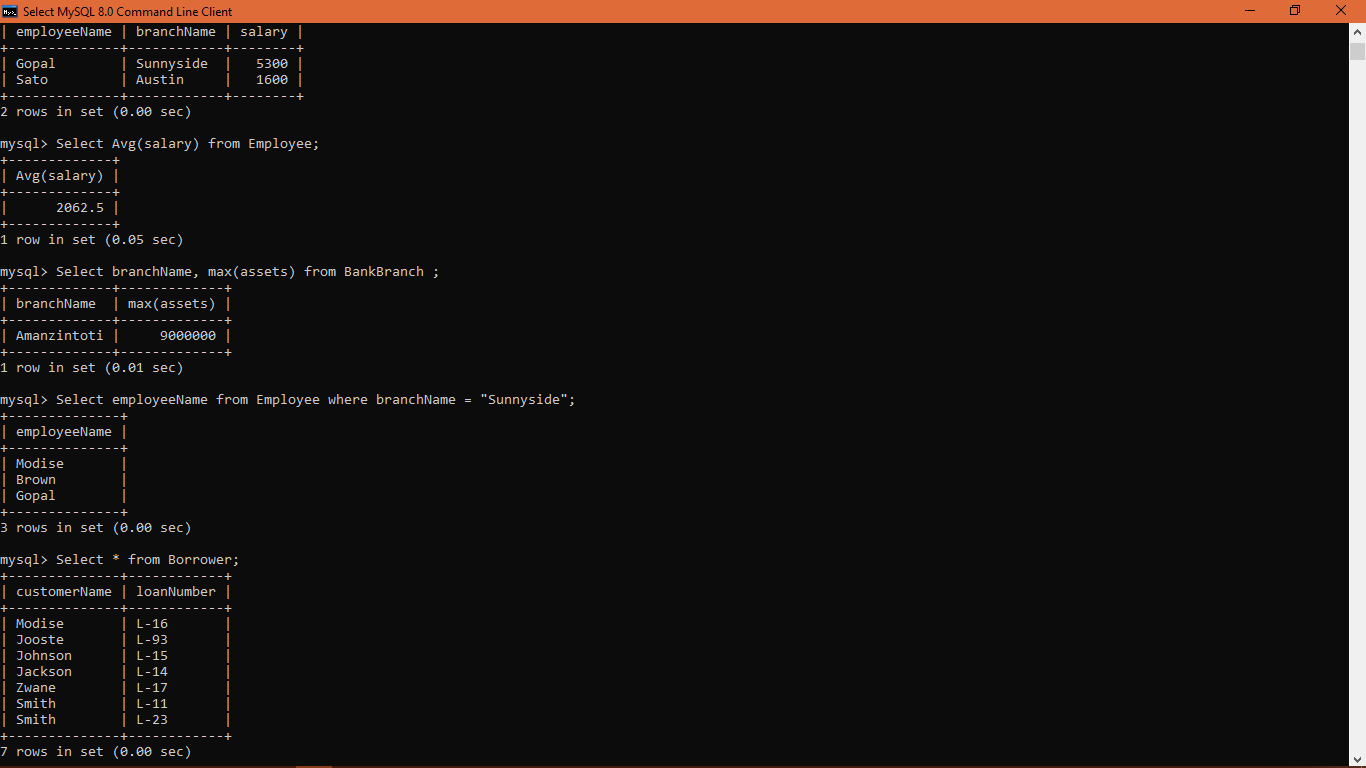 Select MySQL 8.0 Command Line Client
| employeeName | branchName | salary |
+--------------+------------+--------+
| Gopal        | Sunnyside  |   5300 |
| Sato         | Austin     |   1600 |
+--------------+------------+--------+
2 rows in set (0.00 sec)

mysql> Select Avg(salary) from Employee;
+-------------+
| Avg(salary) |
+-------------+
|      2062.5 |
+-------------+
1 row in set (0.05 sec)

mysql> Select branchName, max(assets) from BankBranch ;
+-------------+-------------+
| branchName  | max(assets) |
+-------------+-------------+
| Amanzintoti |     9000000 |
+-------------+-------------+
1 row in set (0.01 sec)

mysql> Select employeeName from Employee where branchName = "Sunnyside";
+--------------+
| employeeName |
+--------------+
| Modise       |
| Brown        |
| Gopal        |
+--------------+
3 rows in set (0.00 sec)

mysql> Select * from Borrower;
+--------------+------------+
| customerName | loanNumber |
+--------------+------------+
| Modise       | L-16       |
| Jooste       | L-93       |
| Johnson      | L-15       |
| Jackson      | L-14       |
| Zwane        | L-17       |
| Smith        | L-11       |
| Smith        | L-23       |
+--------------+------------+
7 rows in set (0.00 sec)